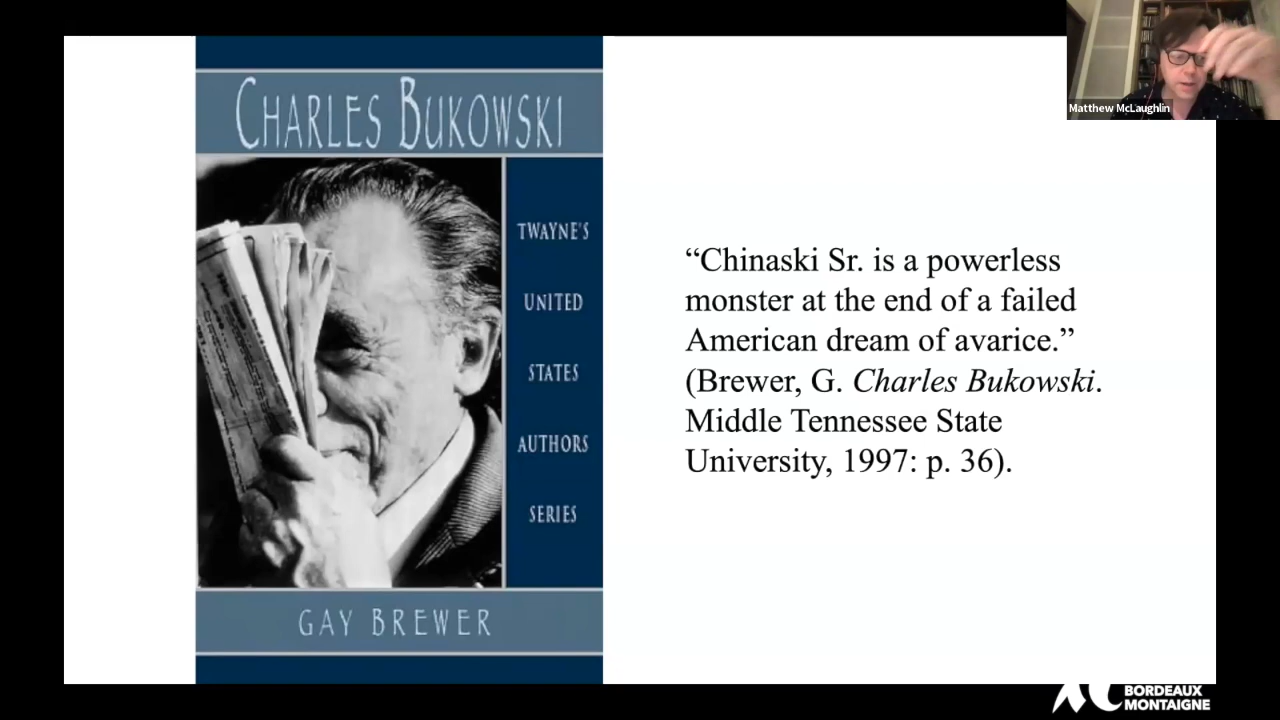 CHARLES BUKOWSKI
TWAYNE'S
UNITED
STATES
AUTHORS
SERIES
GAY BREWER
“Chinaski Sr. is a powerless
monster at the end of a failed
American dream of avarice.”
(Brewer, G. Charles Bukowski.
Middle Tennessee State
University, 1997: p. 36).
Matthew McLaughlin
BORDEAUX
MONTAIGNE